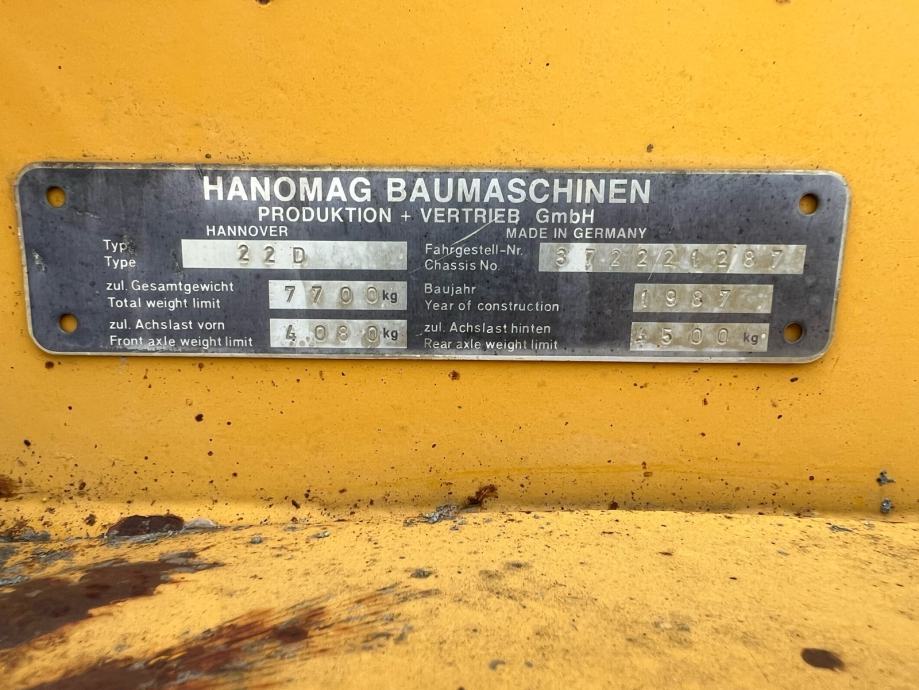 HANOMAG BAUMASCHINEN
PRODUKTION + VERTRIEB GmbH
HANNOVER MADE IN GERMANY
Typ 22D Fahrgestell-Nr. 372221287
Type Chassis No.
zul. Gesamtgewicht 7700 kg Baujahr 1987
Total weight limit Year of construction
zul. Achslast vorn 4080 kg zul. Achslast hinten 4500 kg
Front axle weight limit Rear axle weight limit